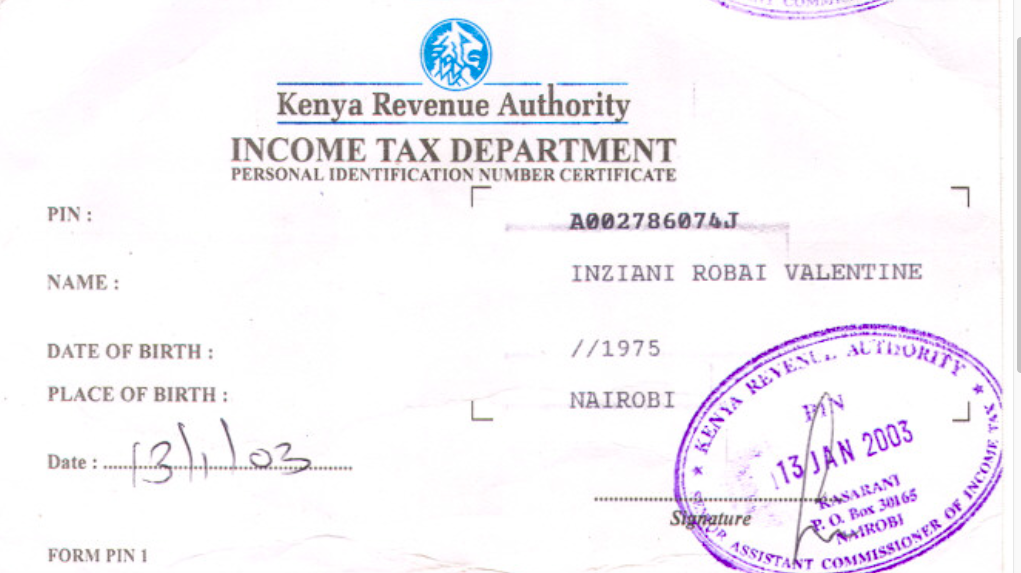 ANT COMMIS
Kenya Revenue Authority
INCOME TAX DEPARTMENT
PERSONAL IDENTIFICATION NUMBER CERTIFICATE
PIN : A002786074J
NAME : INZIANI ROBAI VALENTINE
DATE OF BIRTH : //1975
PLACE OF BIRTH : NAIROBI
Date : 13/1/03
Signature
FORM PIN 1
KENYA REVENUE AUTHORITY
PIN
13 JAN 2003
KASARANI
P. O. Box 30165
NAIROBI
ASSISTANT COMMISSIONER OF INCOME TAX